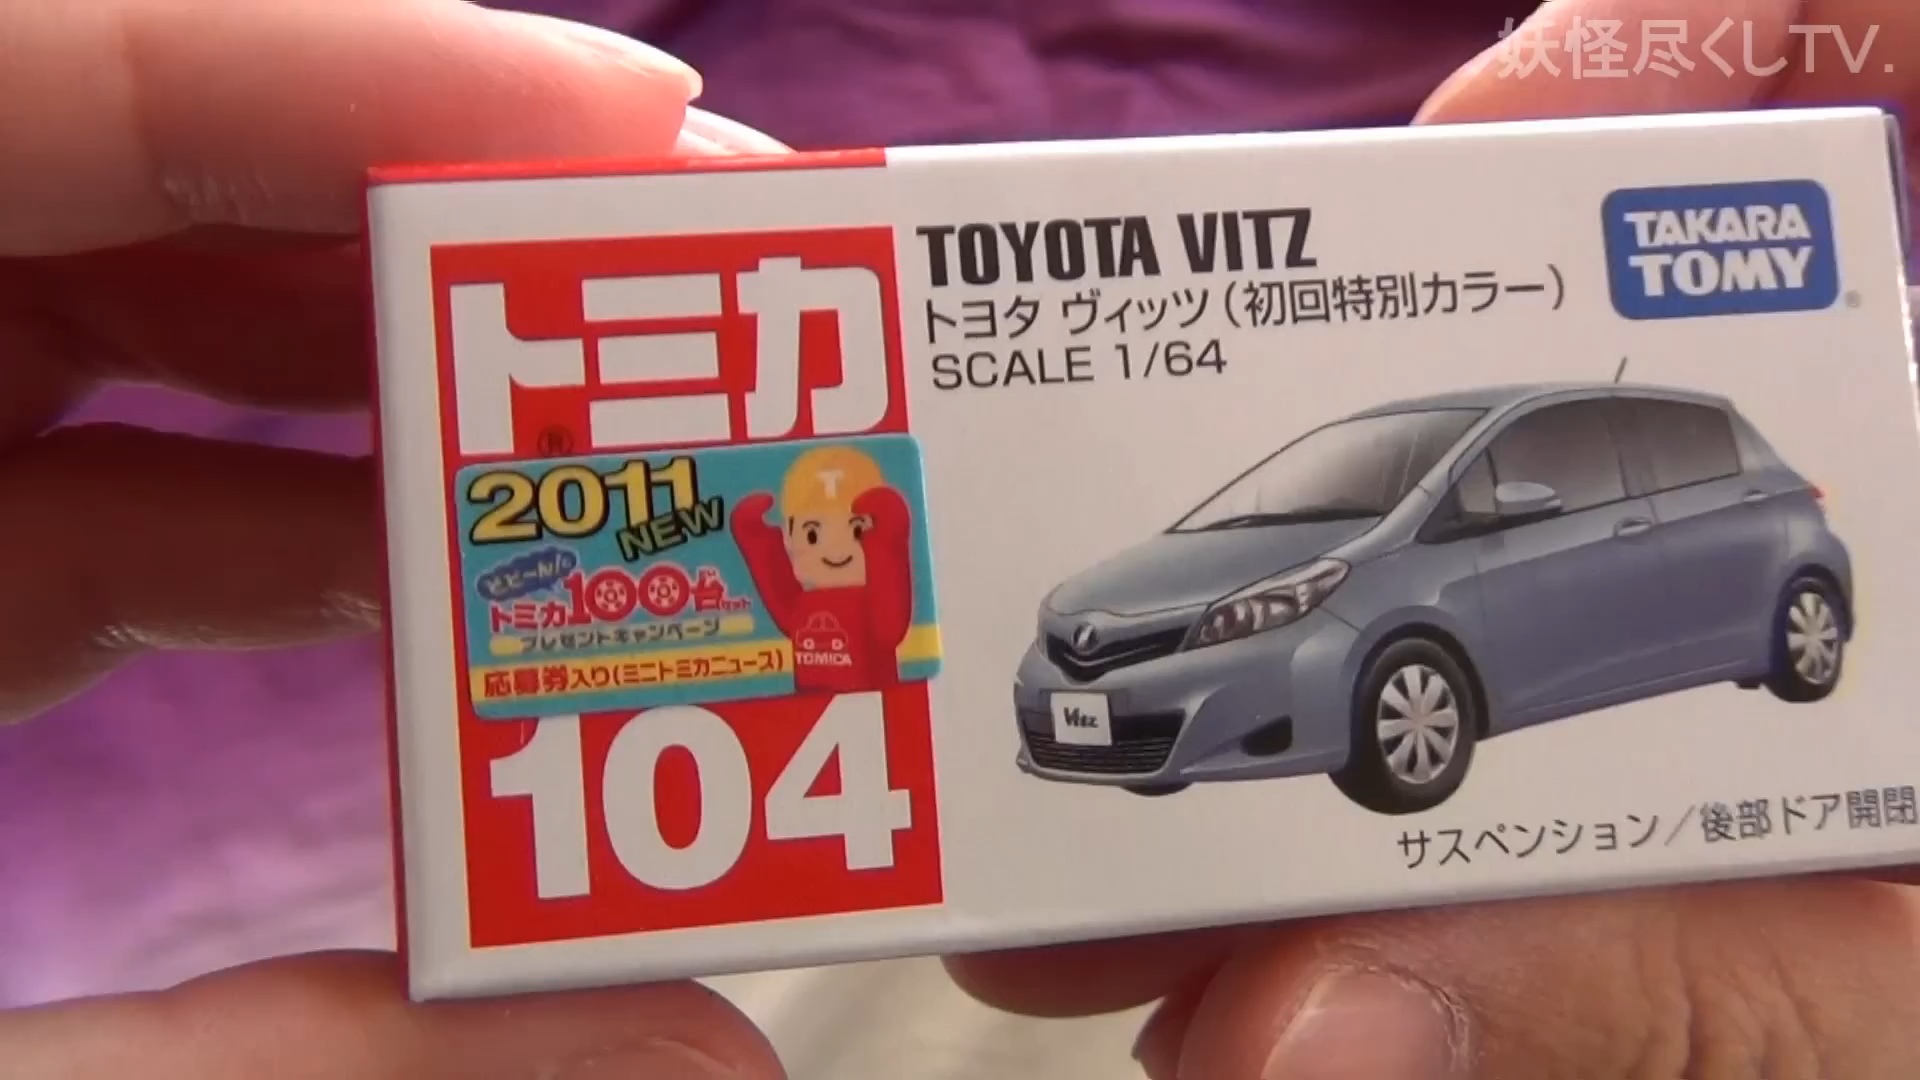 妖怪尽くしTV.
トミカ
®
2011
NEW
トミカ100台セット
プレゼントキャンペーン
応募券入り(ミニトミカニュース)
TOMICA
T
104
TOYOTA VITZ
トヨタ ヴィッツ(初回特別カラー)
SCALE 1/64
TAKARA
TOMY
®
Vitz
サスペンション/後部ドア開閉